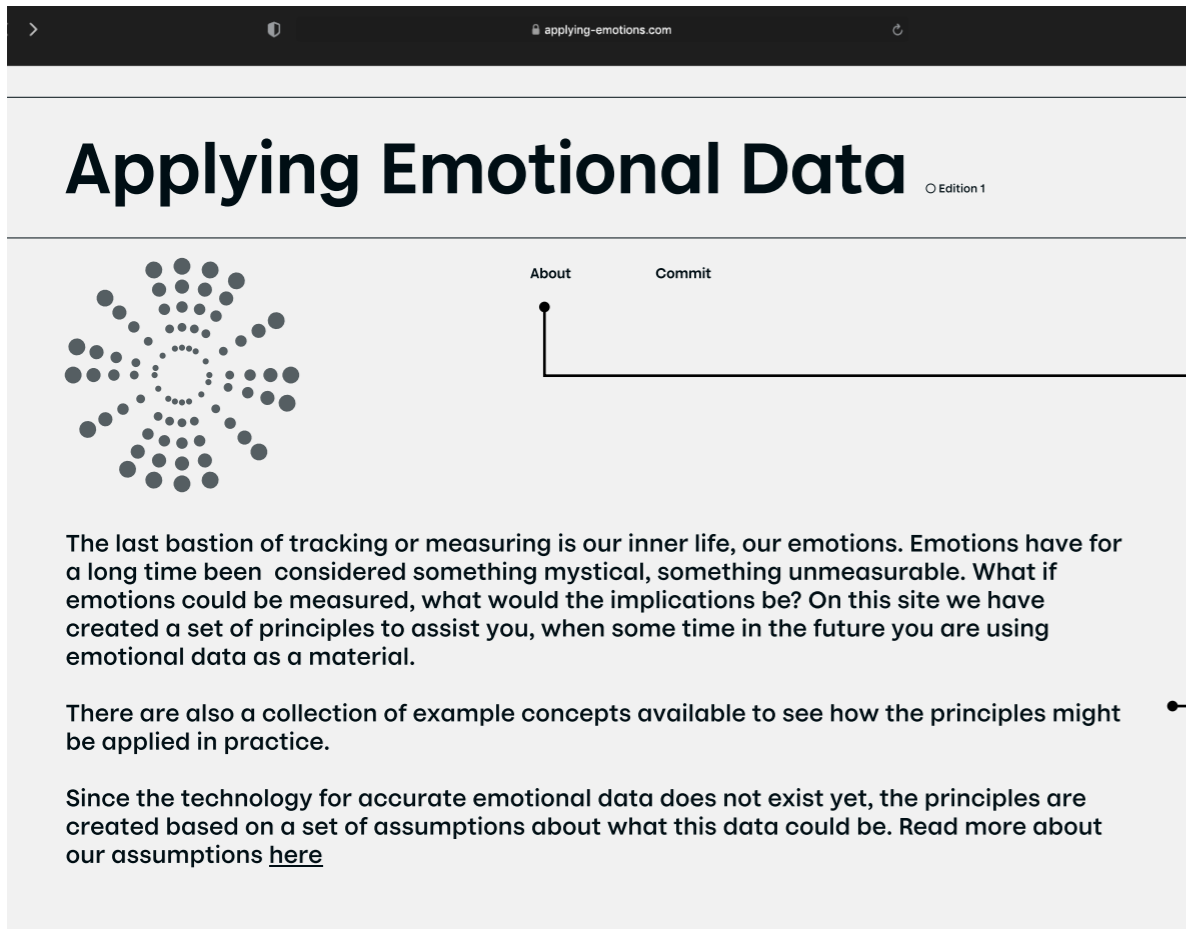 applying-emotions.com
Applying Emotional Data
Edition 1
About
Commit
The last bastion of tracking or measuring is our inner life, our emotions. Emotions have for
a long time been  considered something mystical, something unmeasurable. What if
emotions could be measured, what would the implications be? On this site we have
created a set of principles to assist you, when some time in the future you are using
emotional data as a material.
There are also a collection of example concepts available to see how the principles might
be applied in practice.
Since the technology for accurate emotional data does not exist yet, the principles are
created based on a set of assumptions about what this data could be. Read more about
our assumptions here